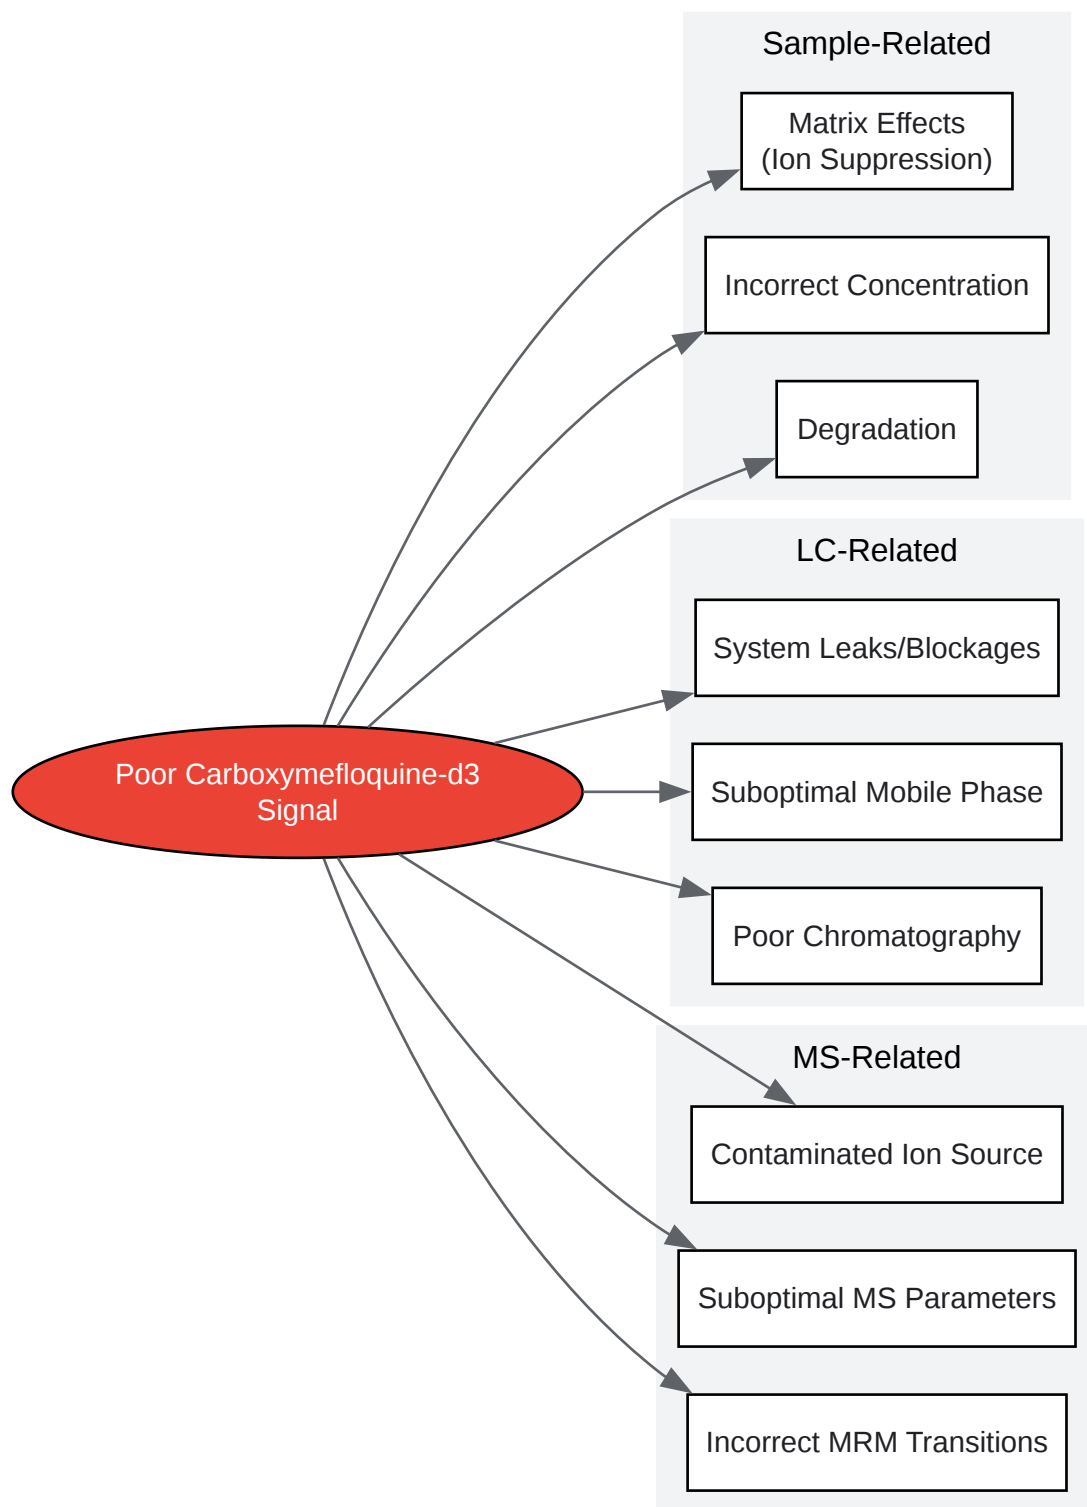 Sample-Related
Matrix Effects
(Ion Suppression)
Incorrect Concentration
Degradation
LC-Related
System Leaks/Blockages
Poor Carboxymefloquine-d3
Signal
Suboptimal Mobile Phase
Poor Chromatography
MS-Related
Contaminated Ion Source
Suboptimal MS Parameters
Incorrect MRM Transitions